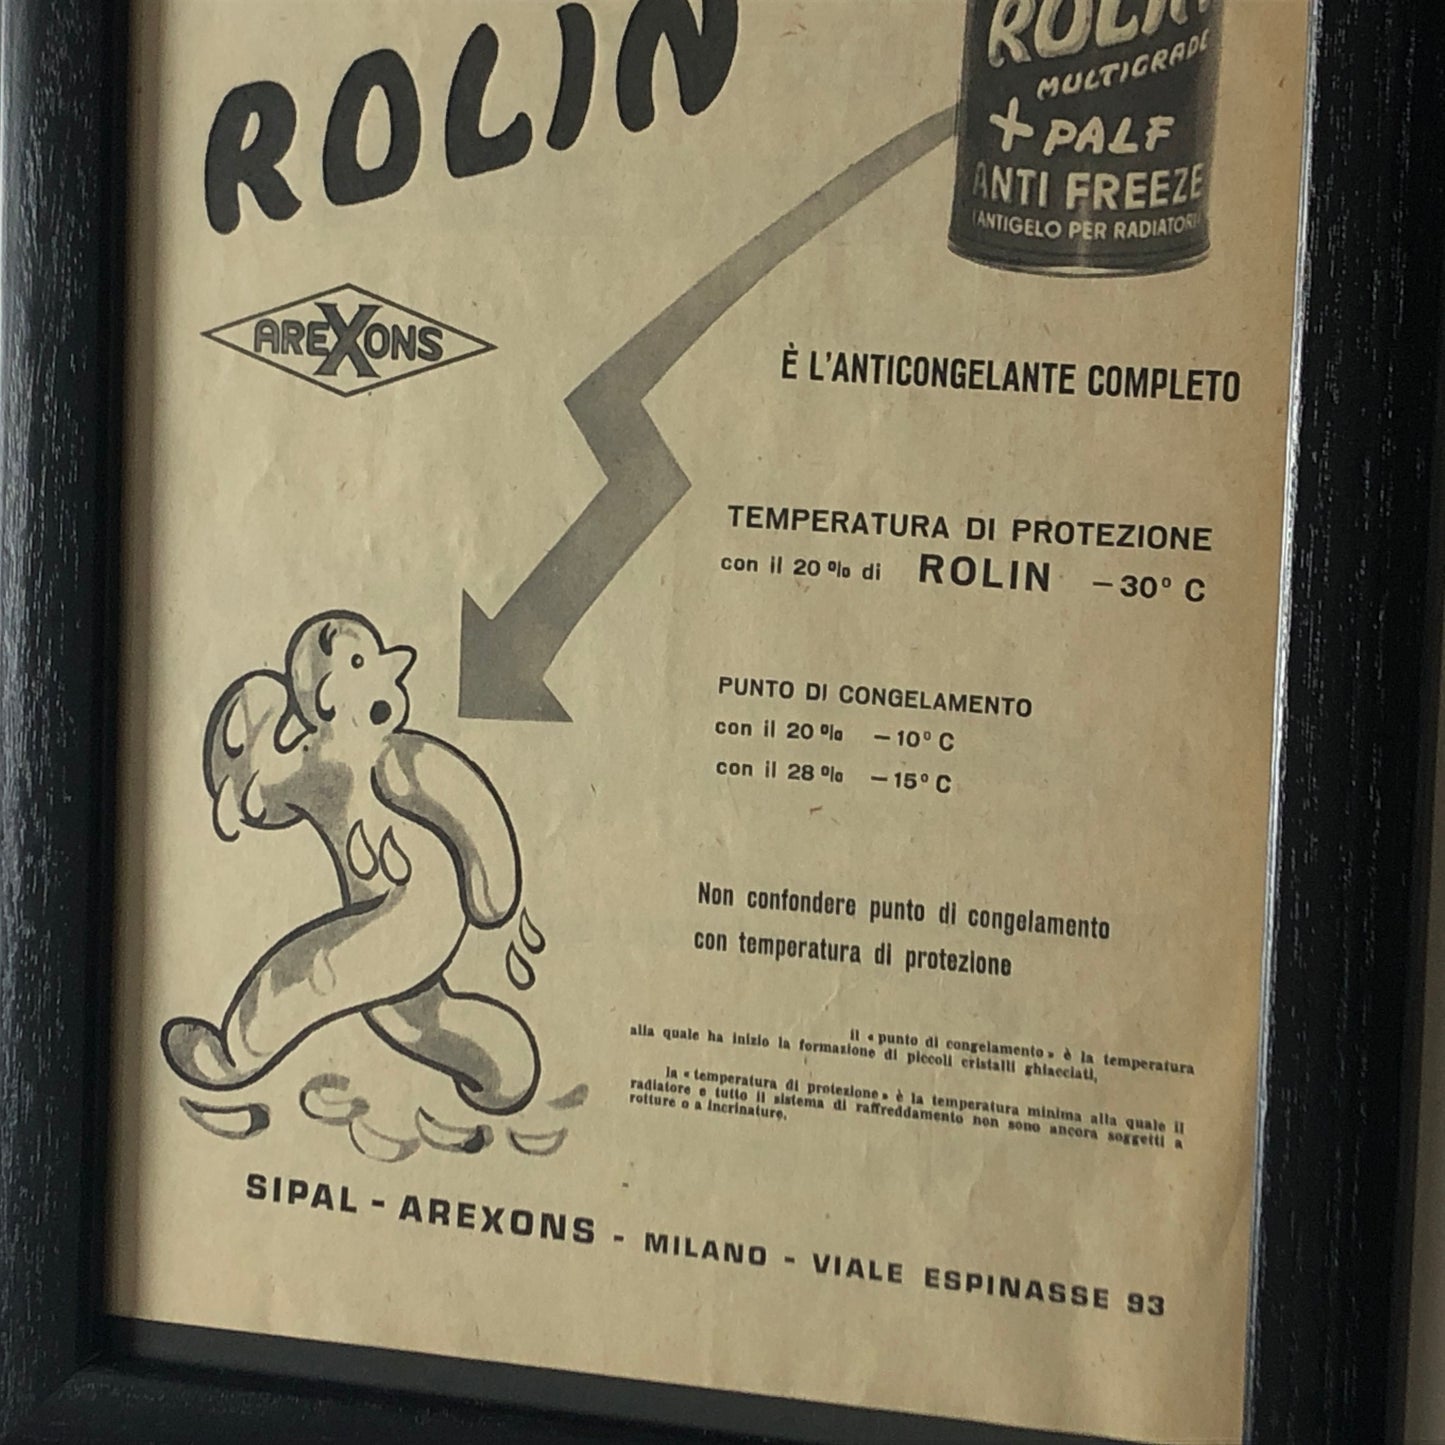 ROLIN
ROLIN
MULTIGRADE
+ PALF
ANTI FREEZE
(ANTIGELO PER RADIATORI)
AREXONS
È L'ANTICONGELANTE COMPLETO
TEMPERATURA DI PROTEZIONE
con il 20% di ROLIN –30° C
PUNTO DI CONGELAMENTO
con il 20% –10° C
con il 28% –15° C
Non confondere punto di congelamento
con temperatura di protezione
il «punto di congelamento» è la temperatura
alla quale ha inizio la formazione di piccoli cristalli ghiacciati,
la «temperatura di protezione» è la temperatura minima alla quale il
radiatore e tutto il sistema di raffreddamento non sono ancora soggetti a
rotture o a incrinature.
SIPAL - AREXONS - MILANO - VIALE ESPINASSE 93